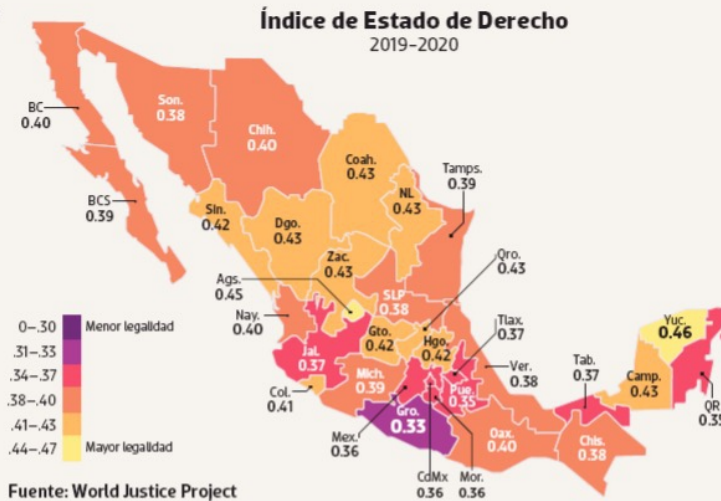 Índice de Estado de Derecho
2019-2020
BC
0.40
Son.
0.38
Chih.
0.40
Coah.
0.43
Tamps.
0.39
NL
0.43
BCS
0.39
Sin.
0.42
Dgo.
0.43
Zac.
0.43
Qro.
0.43
Ags.
0.45
SLP
0.38
Tlax.
0.37
Nay.
0.40
Gto.
0.42
Hgo.
0.42
Yuc.
0.46
Jal.
0.37
Ver.
0.38
Tab.
0.37
Camp.
0.43
Mich.
0.39
Pue.
0.35
Col.
0.41
Gro.
0.33
QR
Mex.
0.36
Oax.
0.40
Chis.
0.38
CdMx
0.36
Mor.
0.36
0–.30 Menor legalidad
.31–33
.34–37
.38–.40
.41–.43
.44–.47 Mayor legalidad
Fuente: World Justice Project